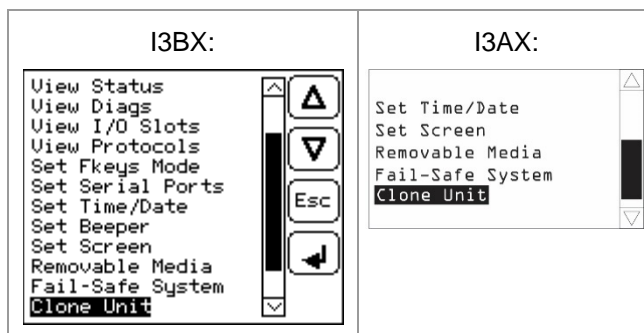 I3BX:
View Status
View Diags
View I/O Slots
View Protocols
Set Fkeys Mode
Set Serial Ports
Set Time/Date
Set Beeper
Set Screen
Removable Media
Fail-Safe System
Clone Unit
Esc
I3AX:
Set Time/Date
Set Screen
Removable Media
Fail-Safe System
Clone Unit